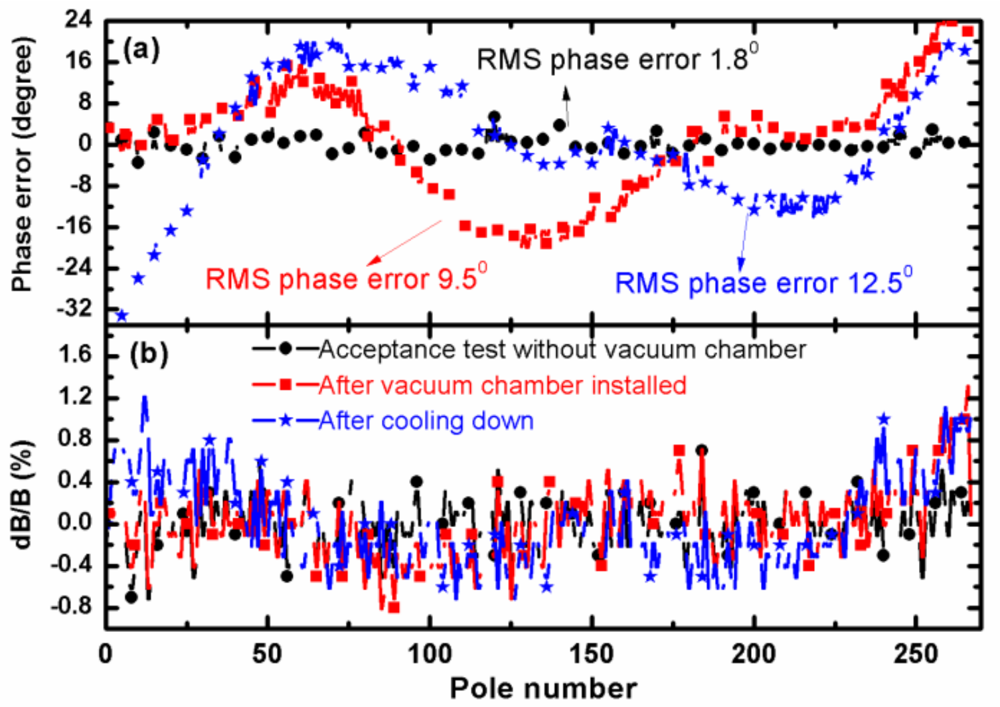 24
16
8
0
-8
-16
-24
-32
Phase error (degree)
(a)
RMS phase error 1.8⁰
RMS phase error 9.5⁰
RMS phase error 12.5⁰
1.6
1.2
0.8
0.4
0.0
-0.4
-0.8
dB/B (%)
(b)
Acceptance test without vacuum chamber
After vacuum chamber installed
After cooling down
0 50 100 150 200 250
Pole number